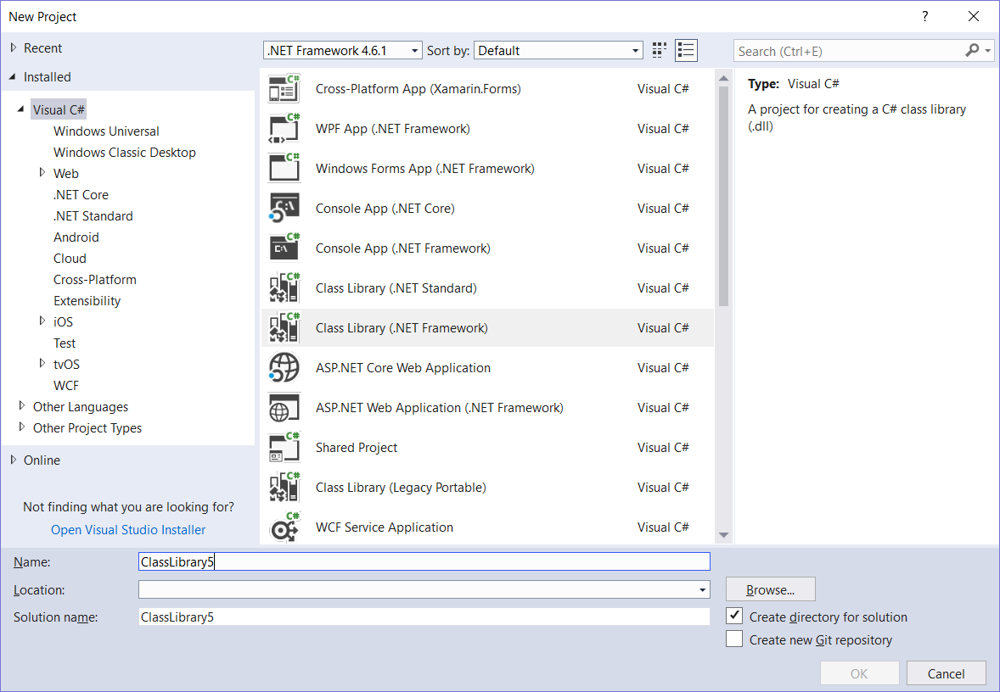 New Project
?
Recent
Installed
Visual C#
Windows Universal
Windows Classic Desktop
Web
.NET Core
.NET Standard
Android
Cloud
Cross-Platform
Extensibility
iOS
Test
tvOS
WCF
Other Languages
Other Project Types
Online
Not finding what you are looking for?
Open Visual Studio Installer
.NET Framework 4.6.1 Sort by: Default
Search (Ctrl+E)
C# Cross-Platform App (Xamarin.Forms) Visual C#
C# WPF App (.NET Framework) Visual C#
C# Windows Forms App (.NET Framework) Visual C#
C:\ Console App (.NET Core) Visual C#
C# C:\ Console App (.NET Framework) Visual C#
C# Class Library (.NET Standard) Visual C#
C# Class Library (.NET Framework) Visual C#
ASP.NET Core Web Application Visual C#
ASP.NET Web Application (.NET Framework) Visual C#
C# Shared Project Visual C#
C# Class Library (Legacy Portable) Visual C#
C# WCF Service Application Visual C#
Type: Visual C#
A project for creating a C# class library
(.dll)
Name: ClassLibrary5
Location:
Browse...
Solution name: ClassLibrary5
Create directory for solution
Create new Git repository
OK Cancel